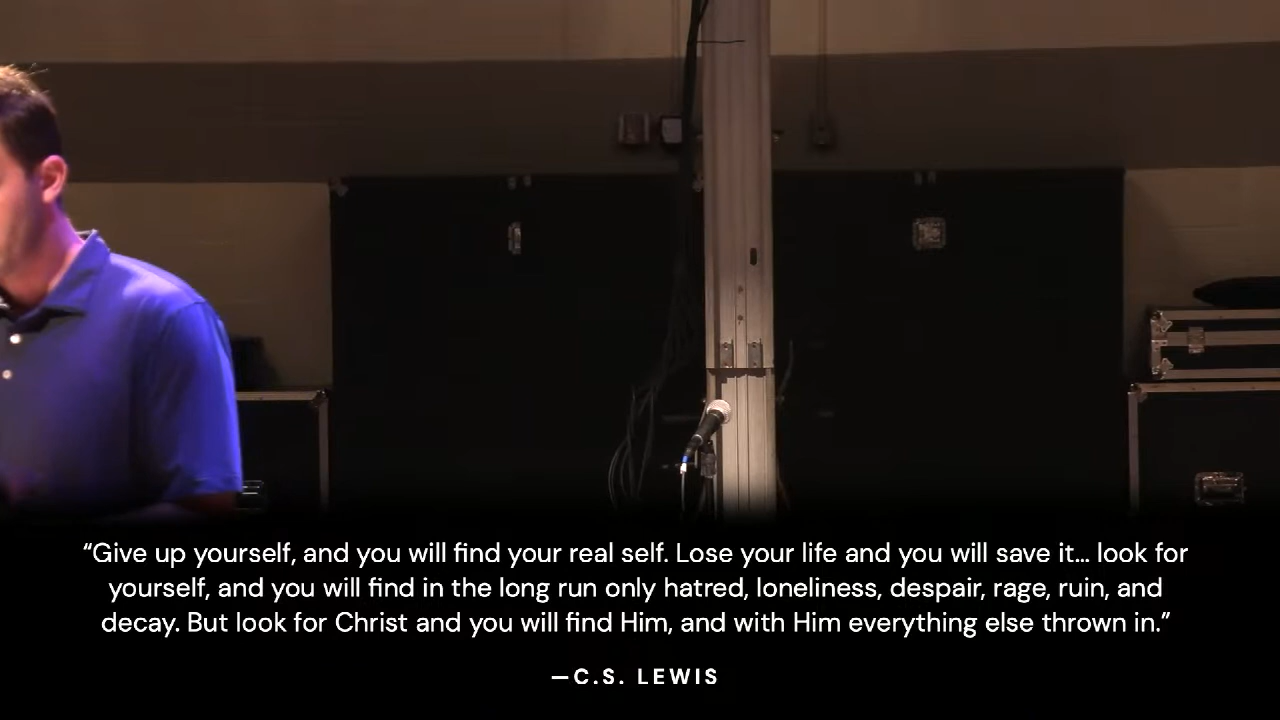 “Give up yourself, and you will find your real self. Lose your life and you will save it... look for
yourself, and you will find in the long run only hatred, loneliness, despair, rage, ruin, and
decay. But look for Christ and you will find Him, and with Him everything else thrown in.”
—C.S. LEWIS